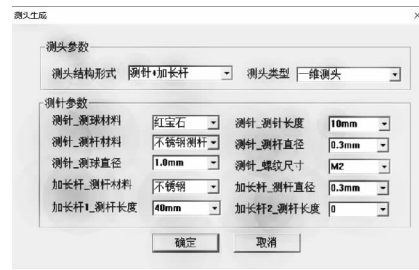 测头生成
测头参数
测头结构形式 测针+加长杆 测头类型 一维测头
测针参数
测针_测球材料 红宝石 测针_测针长度 10mm
测针_测杆材料 不锈钢测杆 测针_测杆直径 0.3mm
测针_测球直径 1.0mm 测针_螺纹尺寸 M2
加长杆_测杆材料 不锈钢 加长杆_测杆直径 0.3mm
加长杆1_测杆长度 40mm 加长杆2_测杆长度 0
确定 取消